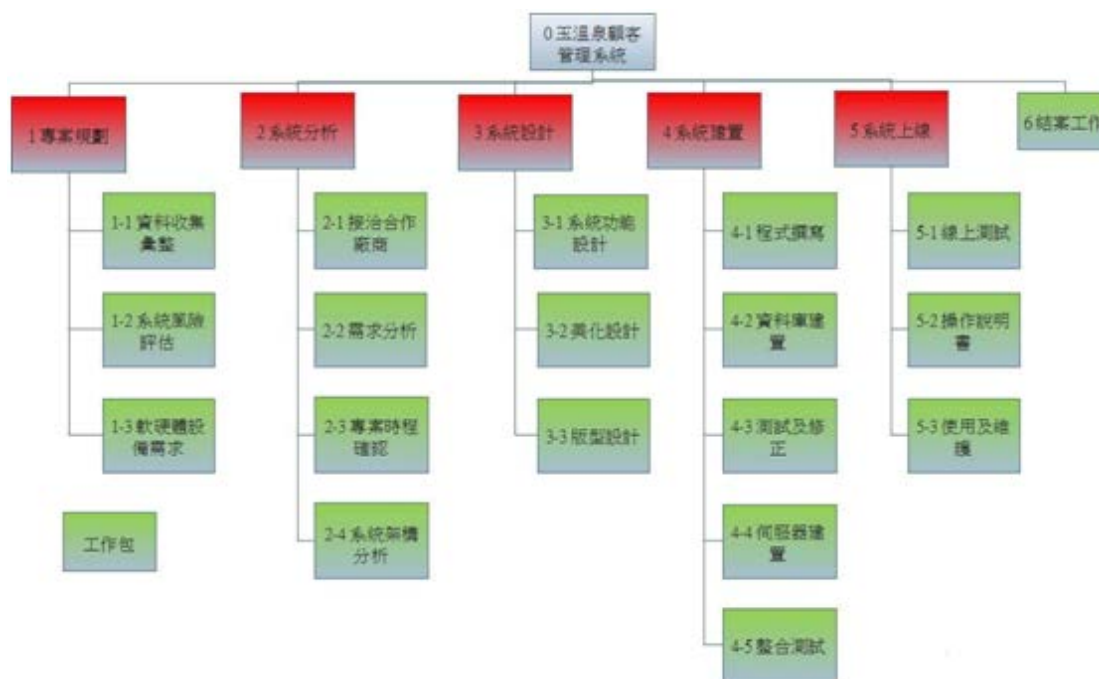 0玉溫泉顧客
管理系統
1專案規劃
2系統分析
3系統設計
4系統建置
5系統上線
6結案工作
1-1資料收集
彙整
1-2系統風險
評估
1-3軟硬體設
備需求
2-1接洽合作
廠商
2-2需求分析
2-3專案時程
確認
2-4系統架構
分析
3-1系統功能
設計
3-2美化設計
3-3版型設計
4-1程式撰寫
4-2資料庫建
置
4-3測試及修
正
4-4伺服器建
置
4-5整合測試
5-1線上測試
5-2操作說明
書
5-3使用及維
護
工作包